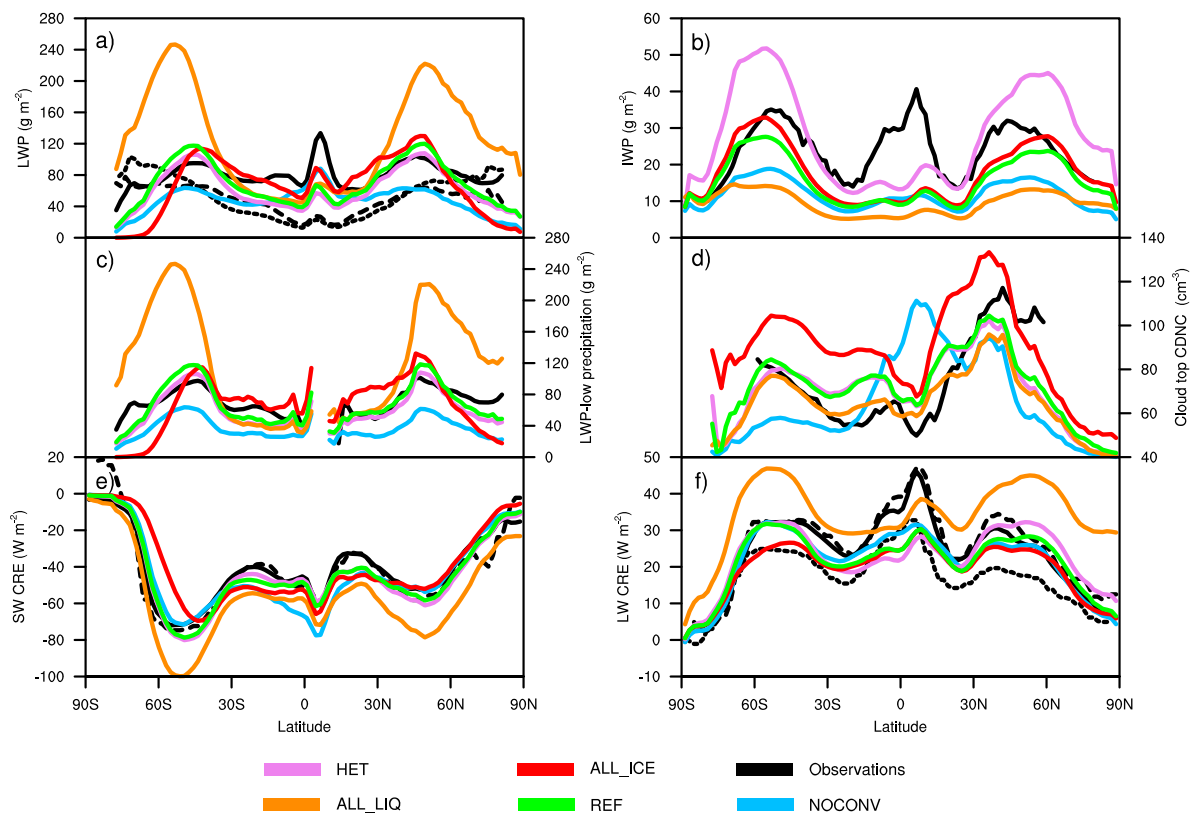 280
240
200
160
120
80
40
0
LWP (g m-2)
a)
60
50
40
30
20
10
0
IWP (g m-2)
b)
c)
280
240
200
160
120
80
40
0
LWP-low precipitation (g m-2)
d)
140
120
100
80
60
40
Cloud top CDNC (cm-3)
20
0
-20
-40
-60
-80
-100
SW CRE (W m-2)
e)
90S 60S 30S 0 30N 60N 90N
Latitude
50
40
30
20
10
0
-10
LW CRE (W m-2)
f)
90S 60S 30S 0 30N 60N 90N
Latitude
HET ALL_ICE Observations
ALL_LIQ REF NOCONV